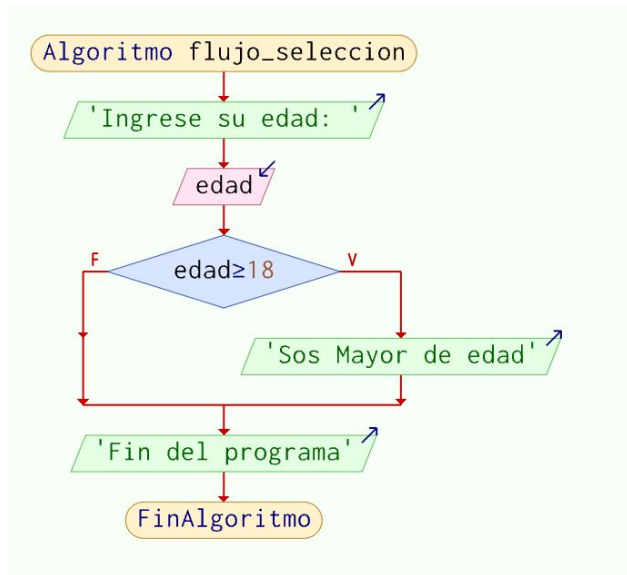 Algoritmo flujo_seleccion
'Ingrese su edad: '
edad
edad≥18
F
V
'Sos Mayor de edad'
'Fin del programa'
FinAlgoritmo